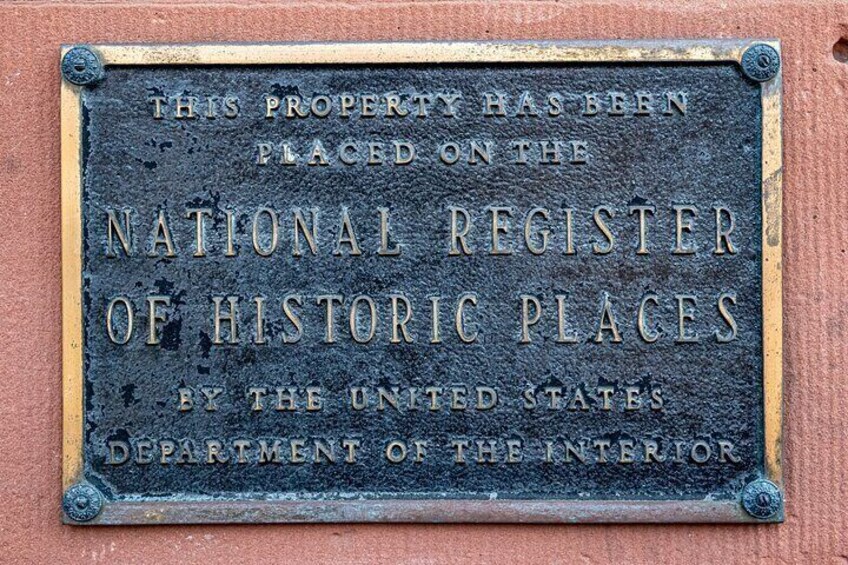 THIS PROPERTY HAS BEEN
PLACED ON THE
NATIONAL REGISTER
OF HISTORIC PLACES
BY THE UNITED STATES
DEPARTMENT OF THE INTERIOR